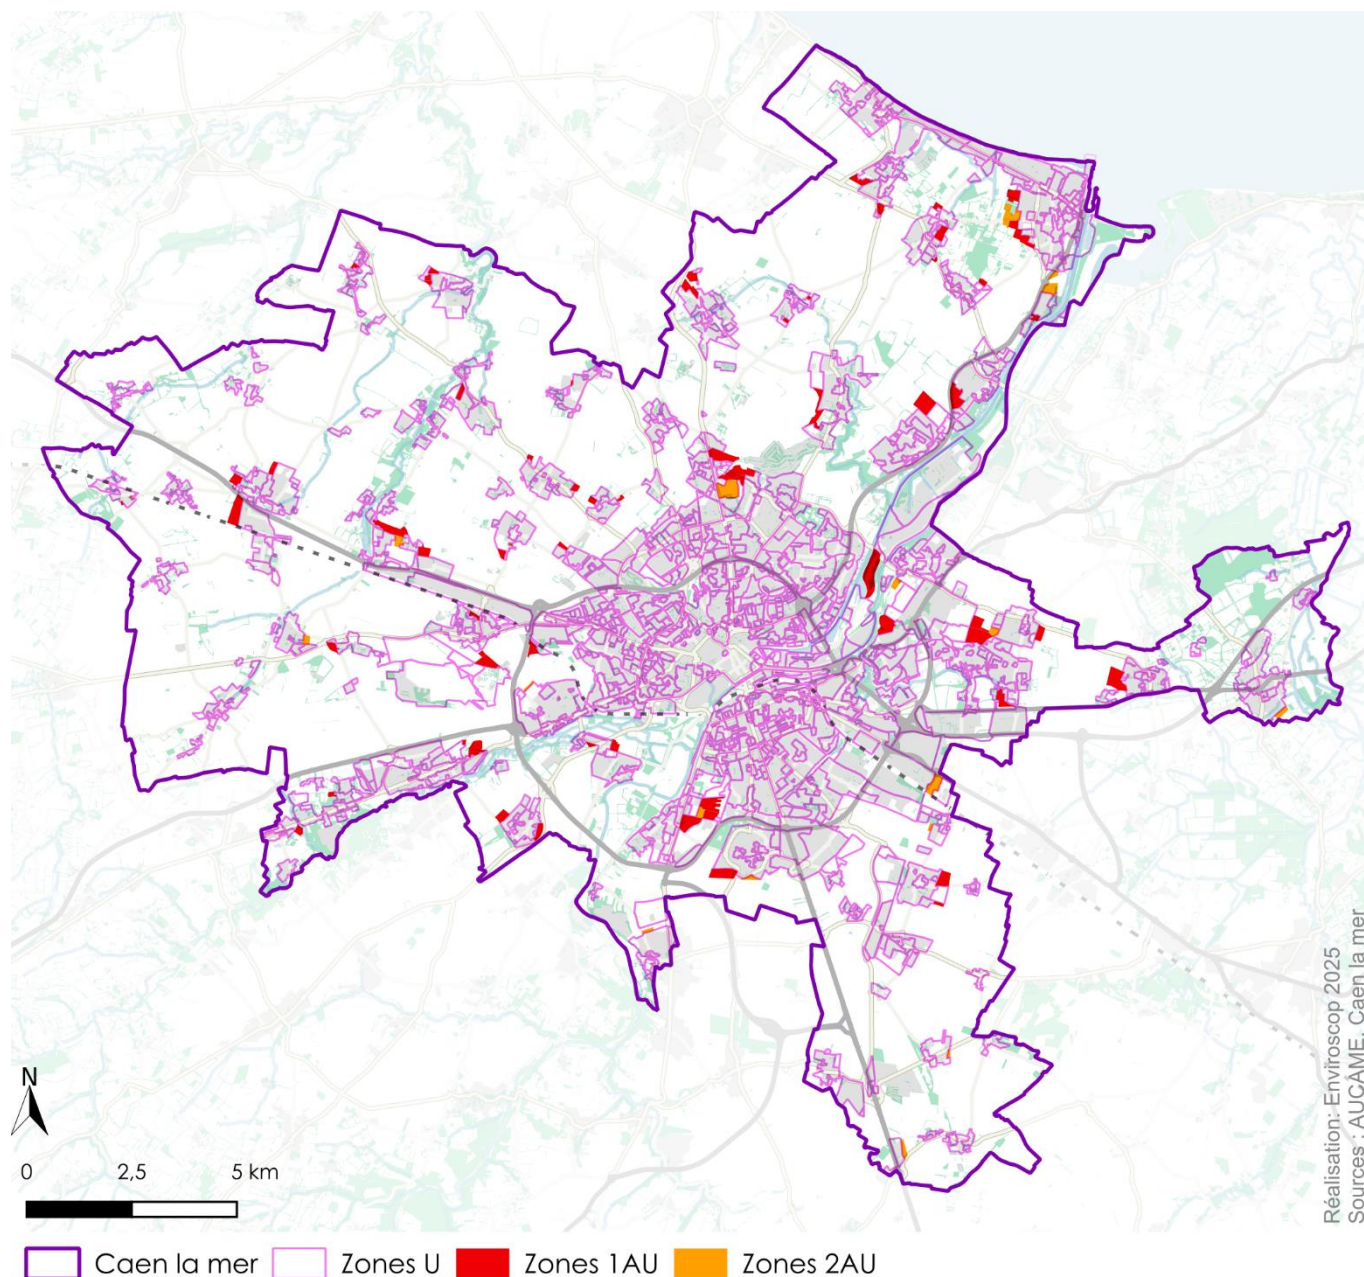 N
0 2,5 5 km
Réalisation: Enviroscop 2025
Sources : AUCAME, Caen la mer
Caen la mer Zones U Zones 1AU Zones 2AU